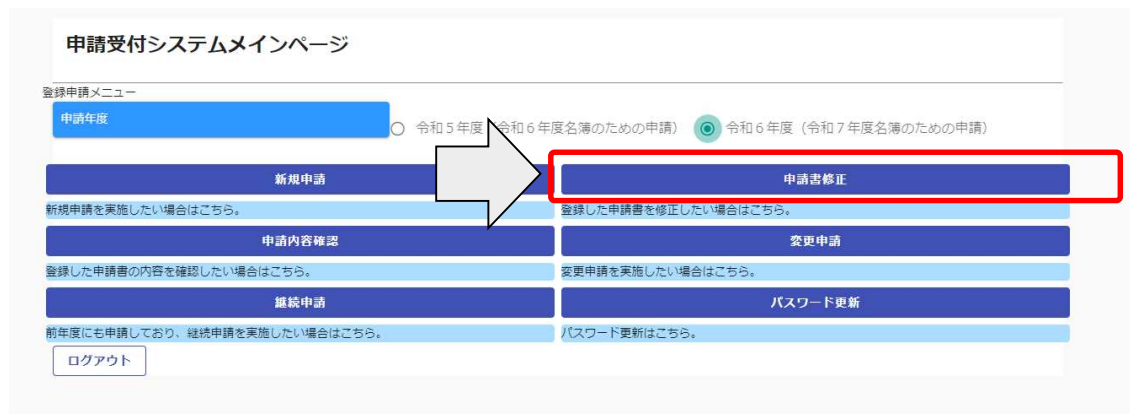 申請受付システムメインページ
登録申請メニュー
申請年度
令和5年度（令和6年度名簿のための申請） 令和6年度（令和7年度名簿のための申請）
新規申請 申請書修正
新規申請を実施したい場合はこちら。 登録した申請書を修正したい場合はこちら。
申請内容確認 変更申請
登録した申請書の内容を確認したい場合はこちら。 変更申請を実施したい場合はこちら。
継続申請 パスワード更新
前年度にも申請しており、継続申請を実施したい場合はこちら。 パスワード更新はこちら。
ログアウト